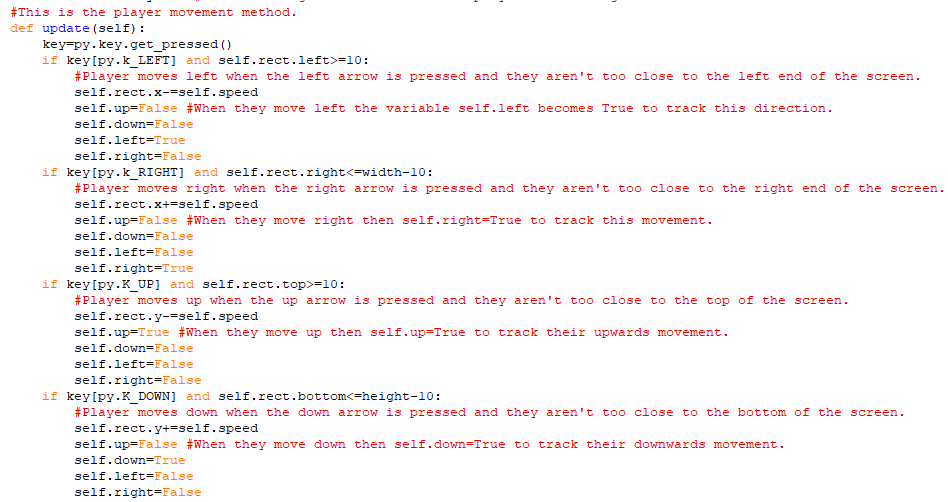 #This is the player movement method.
def update(self):
    key=py.key.get_pressed()
    if key[py.k_LEFT] and self.rect.left>=10:
        #Player moves left when the left arrow is pressed and they aren't too close to the left end of the screen.
        self.rect.x-=self.speed
        self.up=False #When they move left the variable self.left becomes True to track this direction.
        self.down=False
        self.left=True
        self.right=False
    if key[py.k_RIGHT] and self.rect.right<=width-10:
        #Player moves right when the right arrow is pressed and they aren't too close to the right end of the screen.
        self.rect.x+=self.speed
        self.up=False #When they move right then self.right=True to track this movement.
        self.down=False
        self.left=False
        self.right=True
    if key[py.K_UP] and self.rect.top>=10:
        #Player moves up when the up arrow is pressed and they aren't too close to the top of the screen.
        self.rect.y-=self.speed
        self.up=True #When they move up then self.up=True to track their upwards movement.
        self.down=False
        self.left=False
        self.right=False
    if key[py.K_DOWN] and self.rect.bottom<=height-10:
        #Player moves down when the down arrow is pressed and they aren't too close to the bottom of the screen.
        self.rect.y+=self.speed
        self.up=False #When they move down then self.down=True to track their downwards movement.
        self.down=True
        self.left=False
        self.right=False